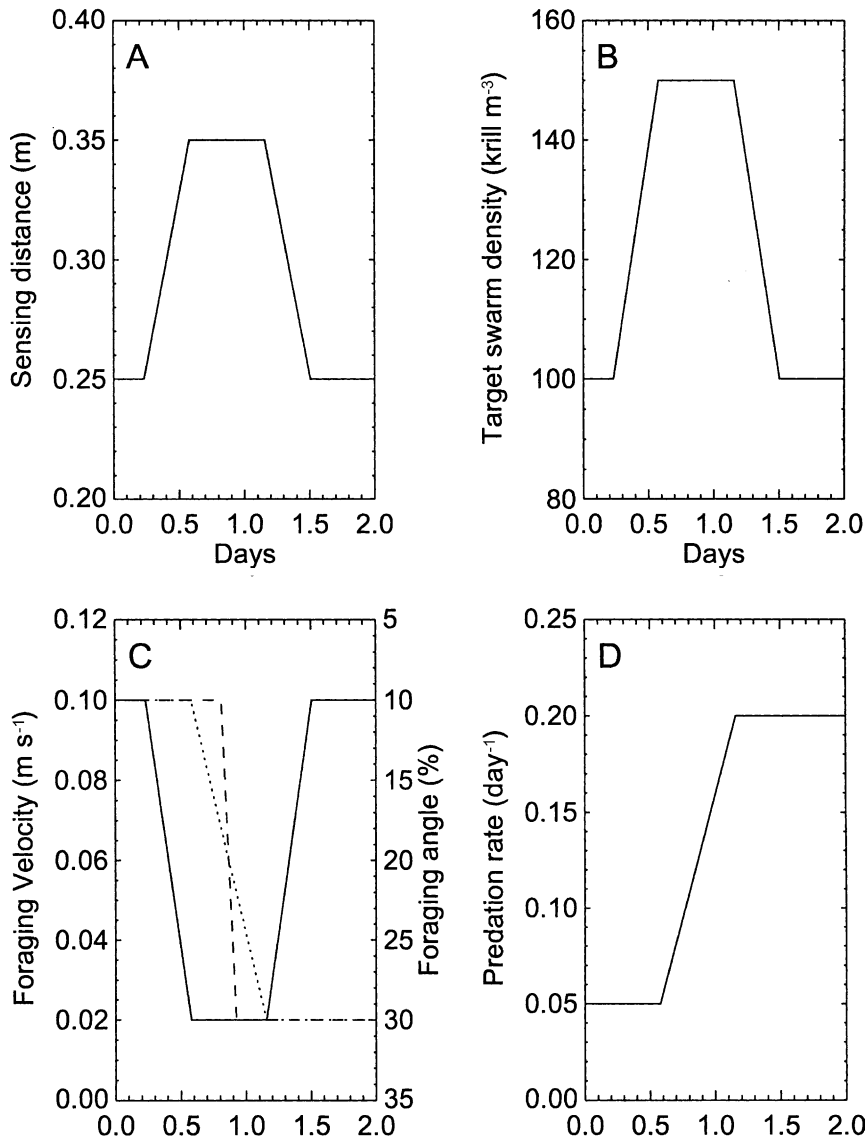 0.40
0.35
0.30
0.25
0.20
Sensing distance (m)
A
0.0 0.5 1.0 1.5 2.0
Days
160
140
120
100
80
Target swarm density (krill m⁻³)
B
0.0 0.5 1.0 1.5 2.0
Days
0.12
0.10
0.08
0.06
0.04
0.02
0.00
Foraging Velocity (m s⁻¹)
C
5
10
15
20
25
30
35
Foraging angle (%)
0.0 0.5 1.0 1.5 2.0
0.25
0.20
0.15
0.10
0.05
0.00
Predation rate (day⁻¹)
D
0.0 0.5 1.0 1.5 2.0